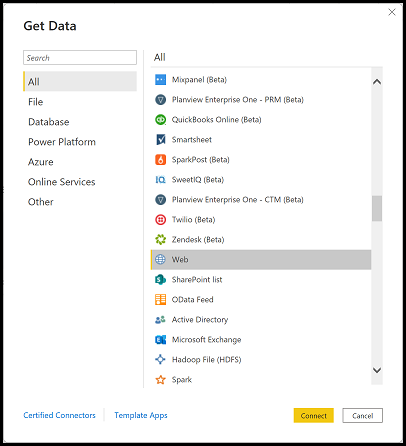 Get Data
Search
All
File
Database
Power Platform
Azure
Online Services
Other
All
Mixpanel (Beta)
Planview Enterprise One - PRM (Beta)
QuickBooks Online (Beta)
Smartsheet
SparkPost (Beta)
IQ SweetIQ (Beta)
Planview Enterprise One - CTM (Beta)
Twilio (Beta)
Zendesk (Beta)
Web
SharePoint list
OData Feed
Active Directory
Microsoft Exchange
Hadoop File (HDFS)
Spark
Certified Connectors
Template Apps
Connect
Cancel